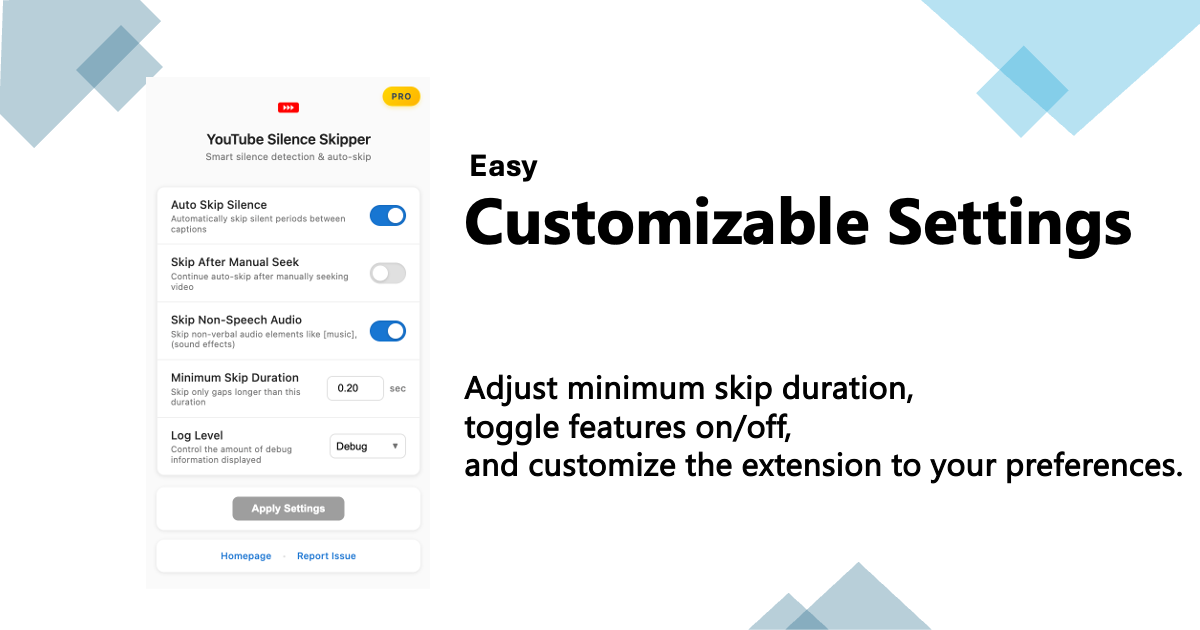 PRO
YouTube Silence Skipper
Smart silence detection & auto-skip
Auto Skip Silence
Automatically skip silent periods between
captions
Skip After Manual Seek
Continue auto-skip after manually seeking
video
Skip Non-Speech Audio
Skip non-verbal audio elements like [music],
(sound effects)
Minimum Skip Duration
Skip only gaps longer than this
duration
0.20 sec
Log Level
Control the amount of debug
information displayed
Debug
Apply Settings
Homepage · Report Issue
Easy
Customizable Settings
Adjust minimum skip duration,
toggle features on/off,
and customize the extension to your preferences.